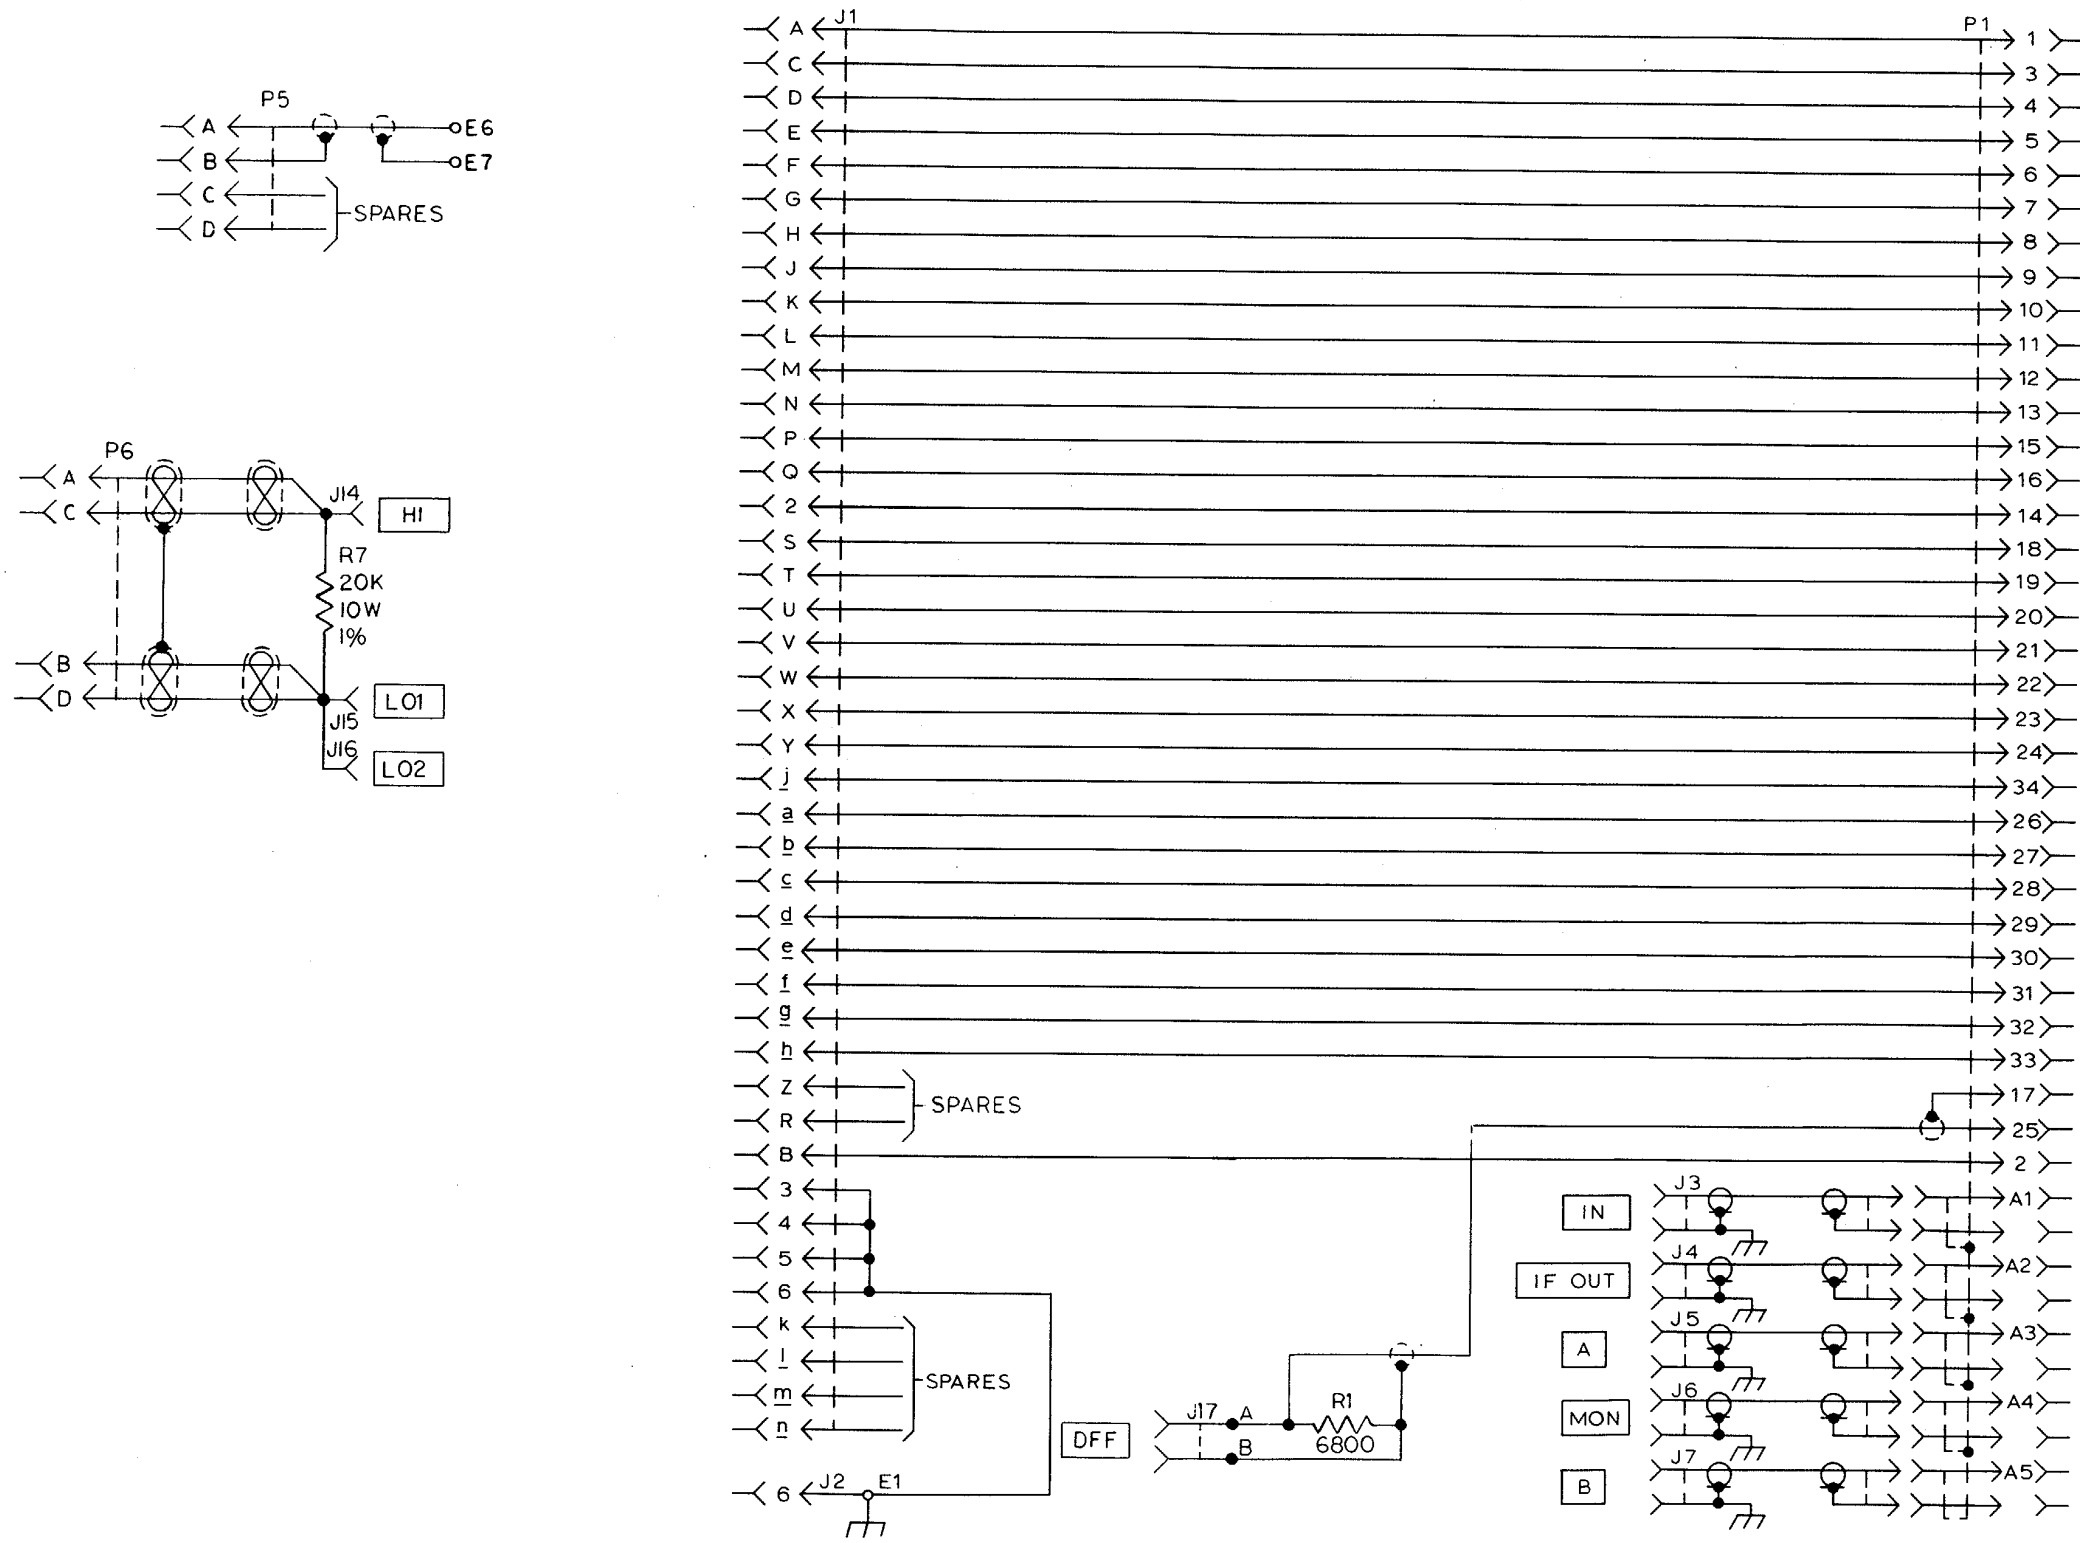 P5
A E6
B E7
C
D
SPARES
P6
A
C
J14
HI
R7
20K
10W
1%
B
D
LO1
J15
J16
LO2
J1 P1
A 1
C 3
D 4
E 5
F 6
G 7
H 8
J 9
K 10
L 11
M 12
N 13
P 15
Q 16
2 14
S 18
T 19
U 20
V 21
W 22
X 23
Y 24
j 34
a 26
b 27
c 28
d 29
e 30
f 31
g 32
h 33
Z 17
SPARES
R 25
B 2
3
4
5
6
k
l
m
n
SPARES
6 J2 E1
DFF
J17 A
B
R1
6800
IN J3 A1
IF OUT J4 A2
A J5 A3
MON J6 A4
B J7 A5